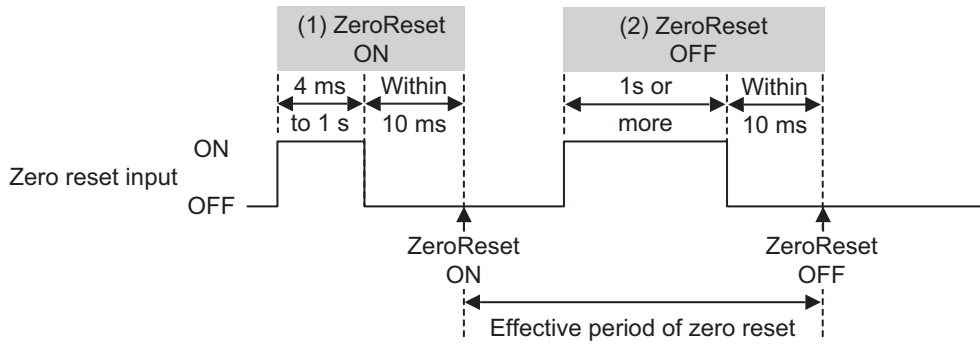 (1) ZeroReset
ON
(2) ZeroReset
OFF
4 ms
to 1 s
Within
10 ms
1s or
more
Within
10 ms
ON
Zero reset input
OFF
ZeroReset
ON
ZeroReset
OFF
Effective period of zero reset